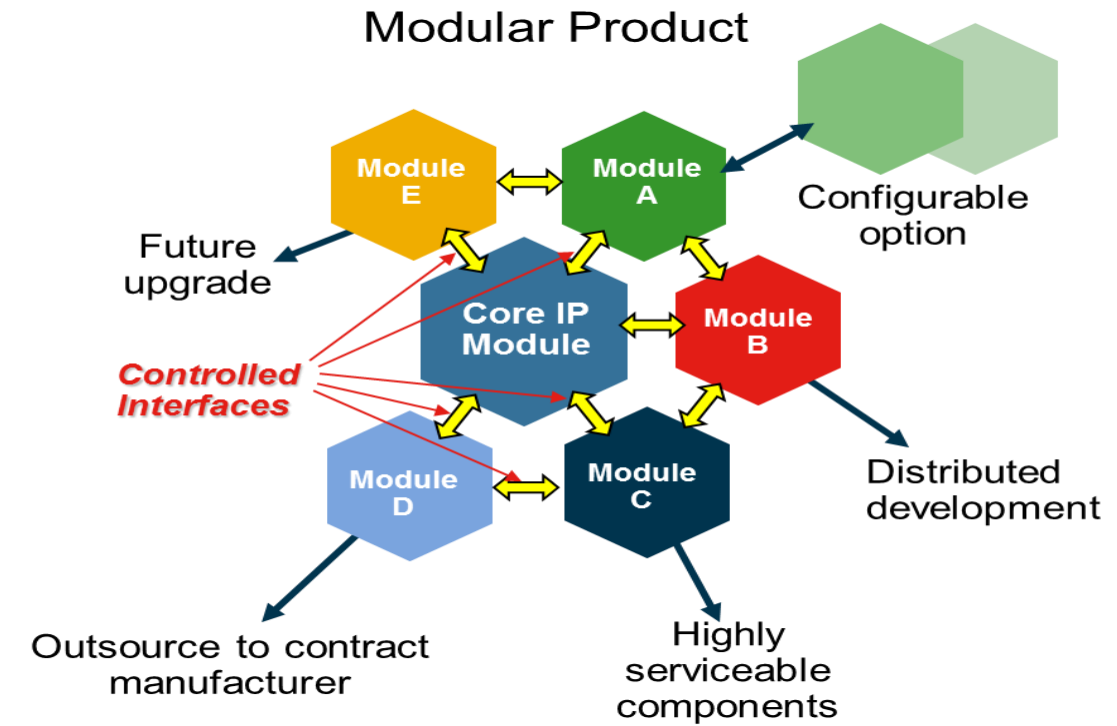 Modular Product
Module
E
Module
A
Configurable
option
Future
upgrade
Core IP
Module
Module
B
Controlled
Interfaces
Module
D
Module
C
Distributed
development
Outsource to contract
manufacturer
Highly
serviceable
components